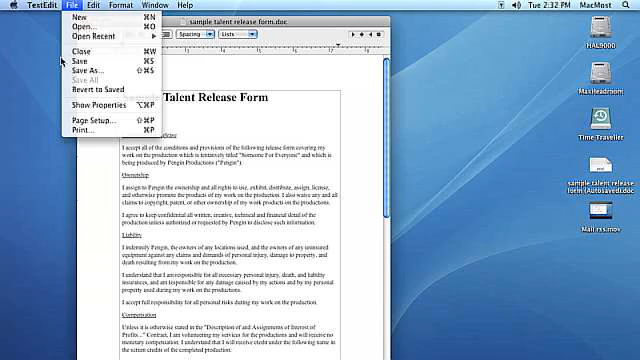 TextEdit File Edit Format Window Help Tue 2:32 PM MacMost
New ⌘N
Open... ⌘O
Open Recent
Close ⌘W
Save ⌘S
Save As... ⇧⌘S
Save All
Revert to Saved
Show Properties ⌥⌘P
Page Setup... ⇧⌘P
Print... ⌘P
sample talent release form.doc
Spacing Lists
Talent Release Form
I accept all of the conditions and provisions of the following release form covering my
work on the production which is tentatively titled "Someone For Everyone" and which is
being produced by Pengin Productions ("Pengin").
Ownership
I assign to Pengin the ownership and all rights to use, exhibit, distribute, assign, license,
and otherwise promote the products of my work on the production. I also waive any and all
claims to copyright, patent, or other ownership of my work products on the productions.
I agree to keep confidential all written, creative, technical and financial detail of the
production unless authorized or requested by Pengin to disclose such information.
Liability
I indemnify Pengin, the owners of any locations used, and the owners of any uninsured
equipment against any claims and demands of personal injury, damage to property, and
death resulting from my work on the production.
I understand that I am responsible for all necessary personal injury, death, and liability
insurances, and am responsible for any damage caused by my actions and by my personal
property used during my work on the productions.
I accept full responsibility for all personal risks during my work on the productions.
Compensation
Unless it is otherwise stated in the "Description of and Assignments of Interest of
Profits..." Contract, I am volunteering my services for the productions and will receive no
monetary compensation. I understand that I will receive credit under the following name in
the screen credits of the completed production:
HAL9000
MaxHeadroom
Time Traveller
sample talent release
form (Autosaved).doc
Mail rss.mov